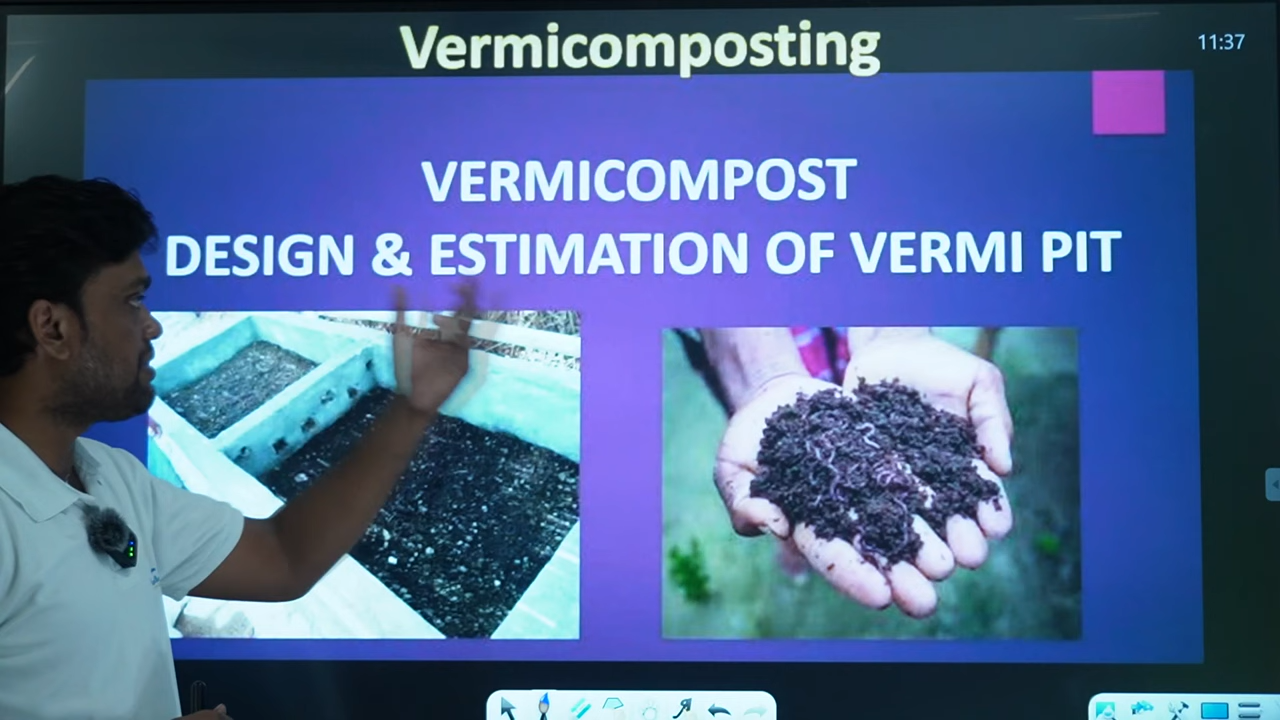 Vermicomposting
11:37
VERMICOMPOST
DESIGN & ESTIMATION OF VERMI PIT